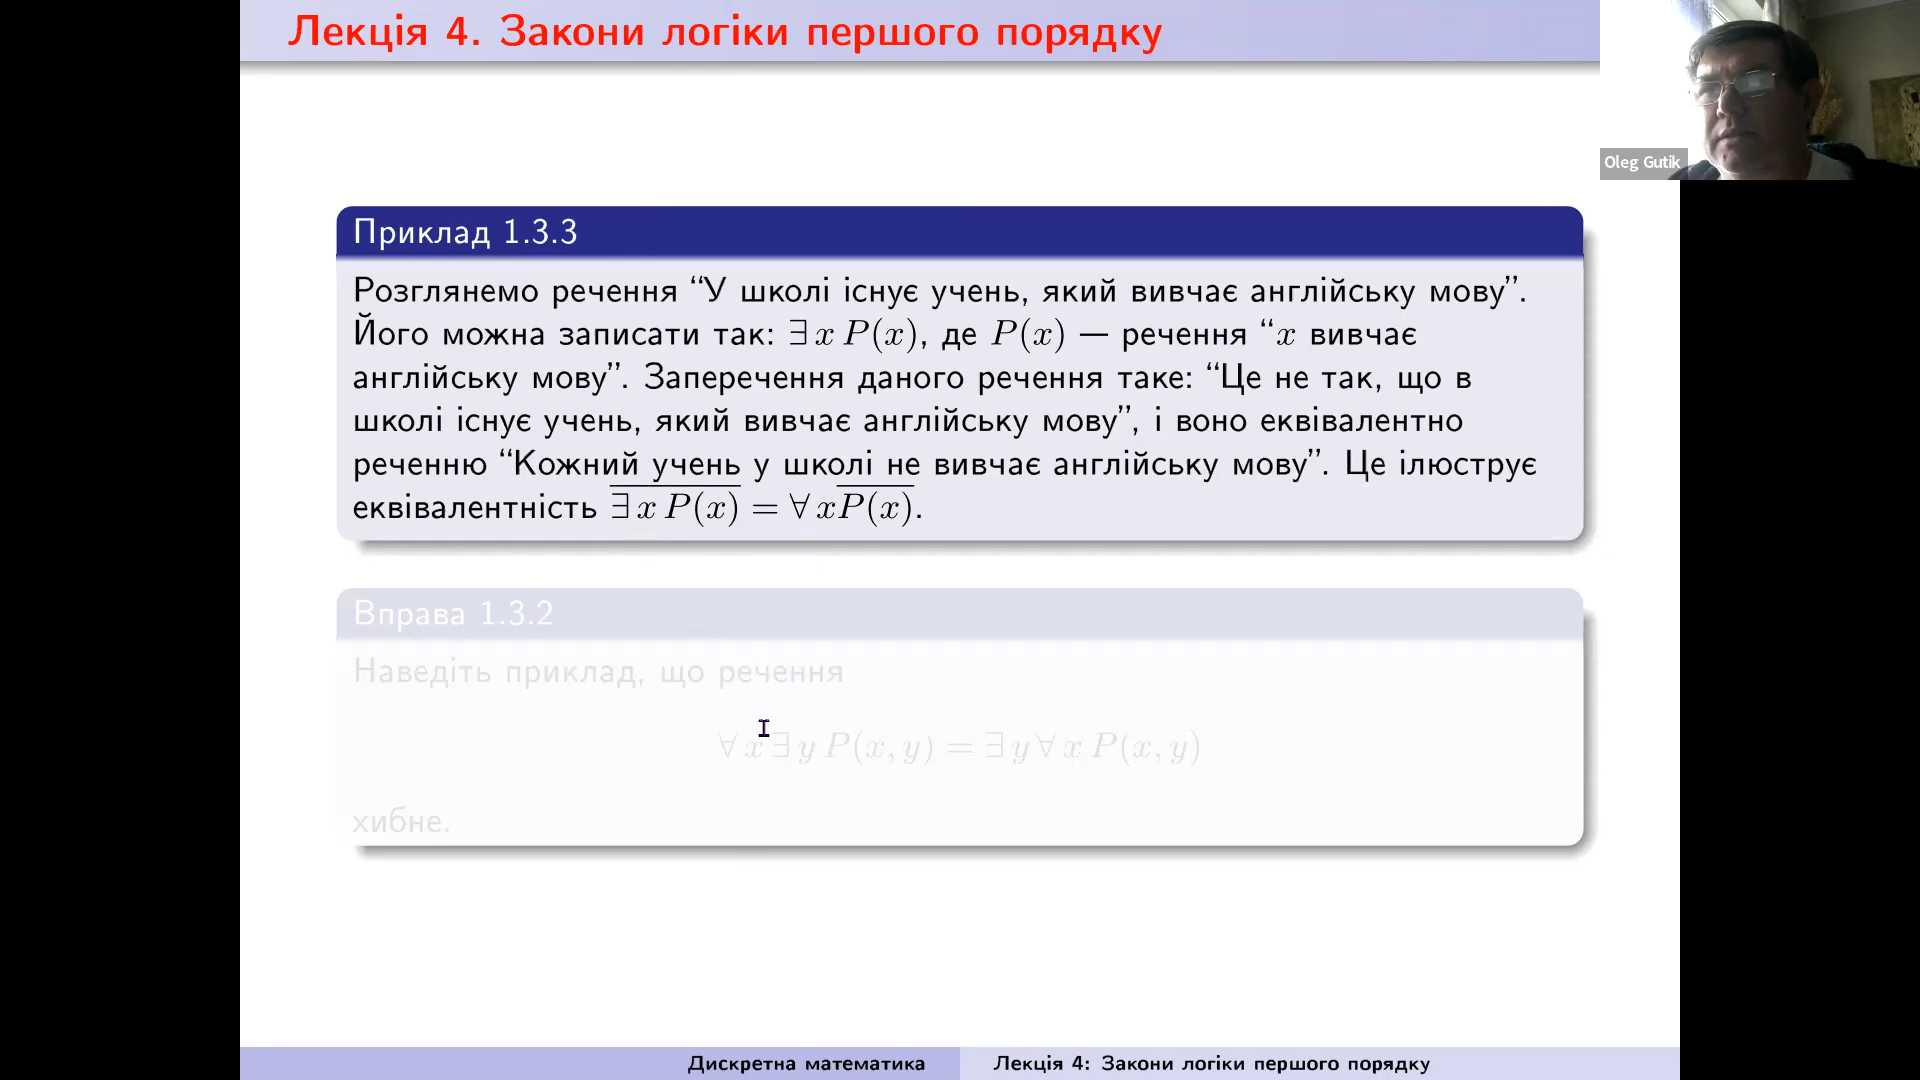 Лекція 4. Закони логіки першого порядку
Oleg Gutik
Приклад 1.3.3
Розглянемо речення “У школі існує учень, який вивчає англійську мову”.
Його можна записати так: ∃ x P(x), де P(x) — речення “x вивчає
англійську мову”. Заперечення даного речення таке: “Це не так, що в
школі існує учень, який вивчає англійську мову”, і воно еквівалентно
реченню “Кожний учень у школі не вивчає англійську мову”. Це ілюструє
еквівалентність \overline{∃ x P(x)} = ∀ x \overline{P(x)}.
Вправа 1.3.2
Наведіть приклад, що речення
∀ x ∃ y P(x, y) = ∃ y ∀ x P(x, y)
хибне.
Дискретна математика
Лекція 4: Закони логіки першого порядку